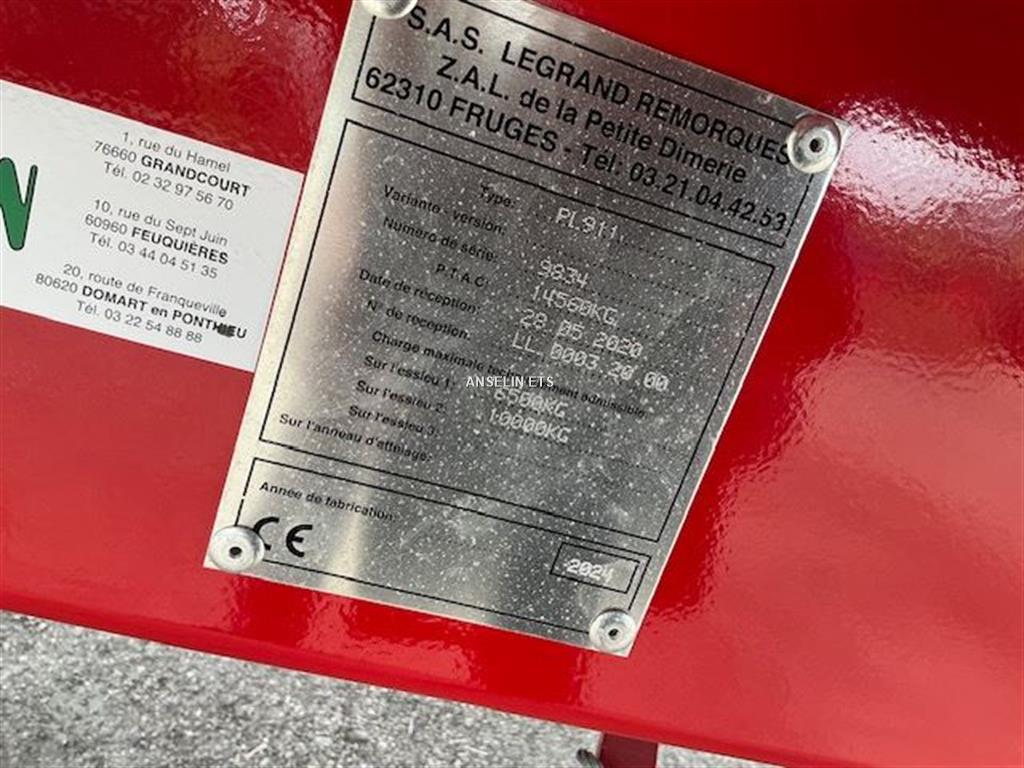 S.A.S. LEGRAND REMORQUES
Z.A.L. de la Petite Dimerie
62310 FRUGES - Tél: 03.21.04.42.53
Type: PL911
Variante - version:
Numéro de série: 9834
P.T.A.C: 14560KG
Date de réception: 28.05.2020
N° de réception. LL.0003.20.00
Charge maximale techniquement admissible:
Sur l'essieu 1: 6500KG
Sur l'essieu 2: 10000KG
Sur l'essieu 3:
Sur l'anneau d'attelage:
Année de fabrication: 2024
CE
1, rue du Hamel
76660 GRANDCOURT
Tél. 02 32 97 56 70
10, rue du Sept Juin
60960 FEUQUIÈRES
Tél. 03 44 04 51 35
20, route de Franqueville
80620 DOMART en PONTHIEU
Tél. 03 22 54 88 88
N
ANSELIN ETS